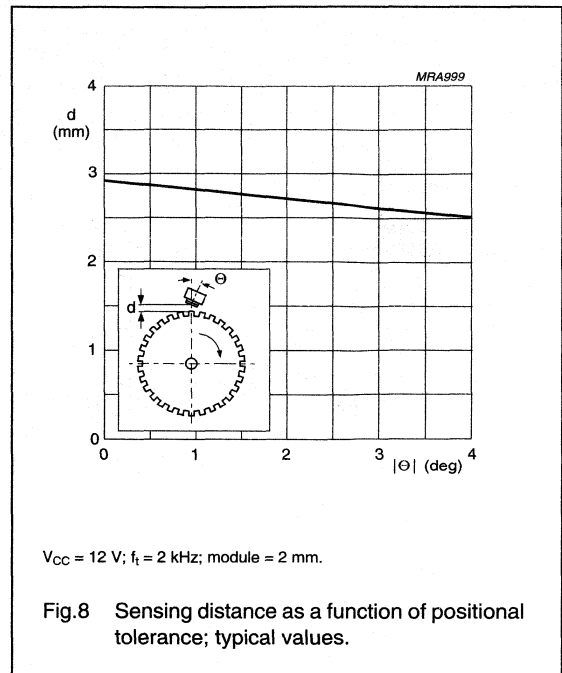 MRA999
4
d
(mm)
3
2
Θ
d
1
0
0
1
2
3
4
|Θ| (deg)
V_CC = 12 V; f_t = 2 kHz; module = 2 mm.
Fig.8 Sensing distance as a function of positional
tolerance; typical values.